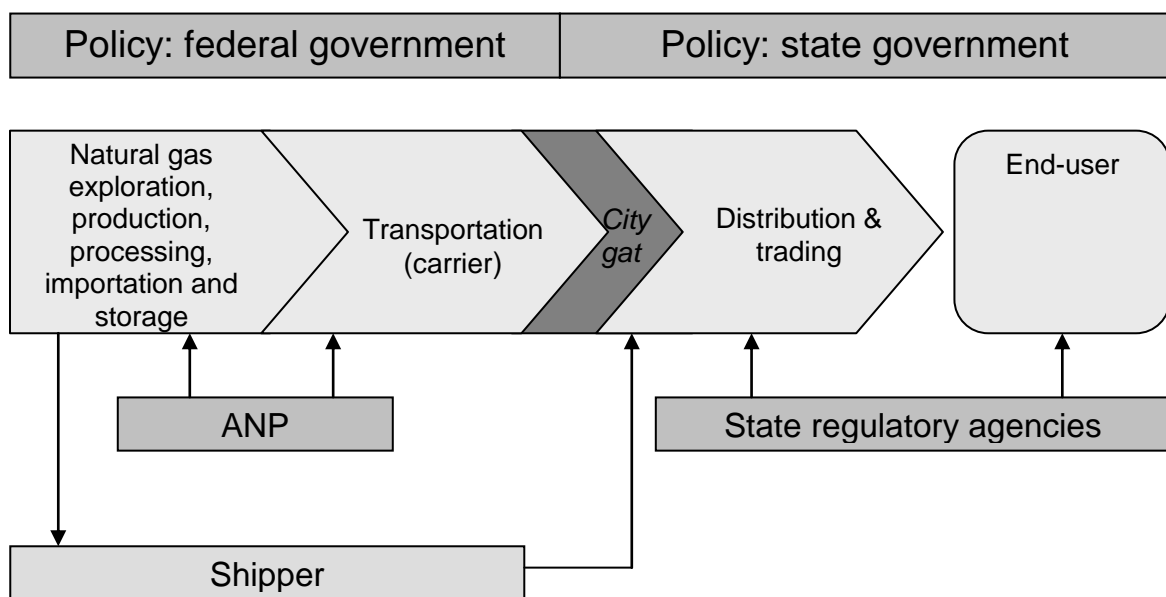 Policy: federal government
Policy: state government
Natural gas
exploration,
production,
processing,
importation and
storage
Transportation
(carrier)
City
gat
Distribution &
trading
End-user
ANP
State regulatory agencies
Shipper